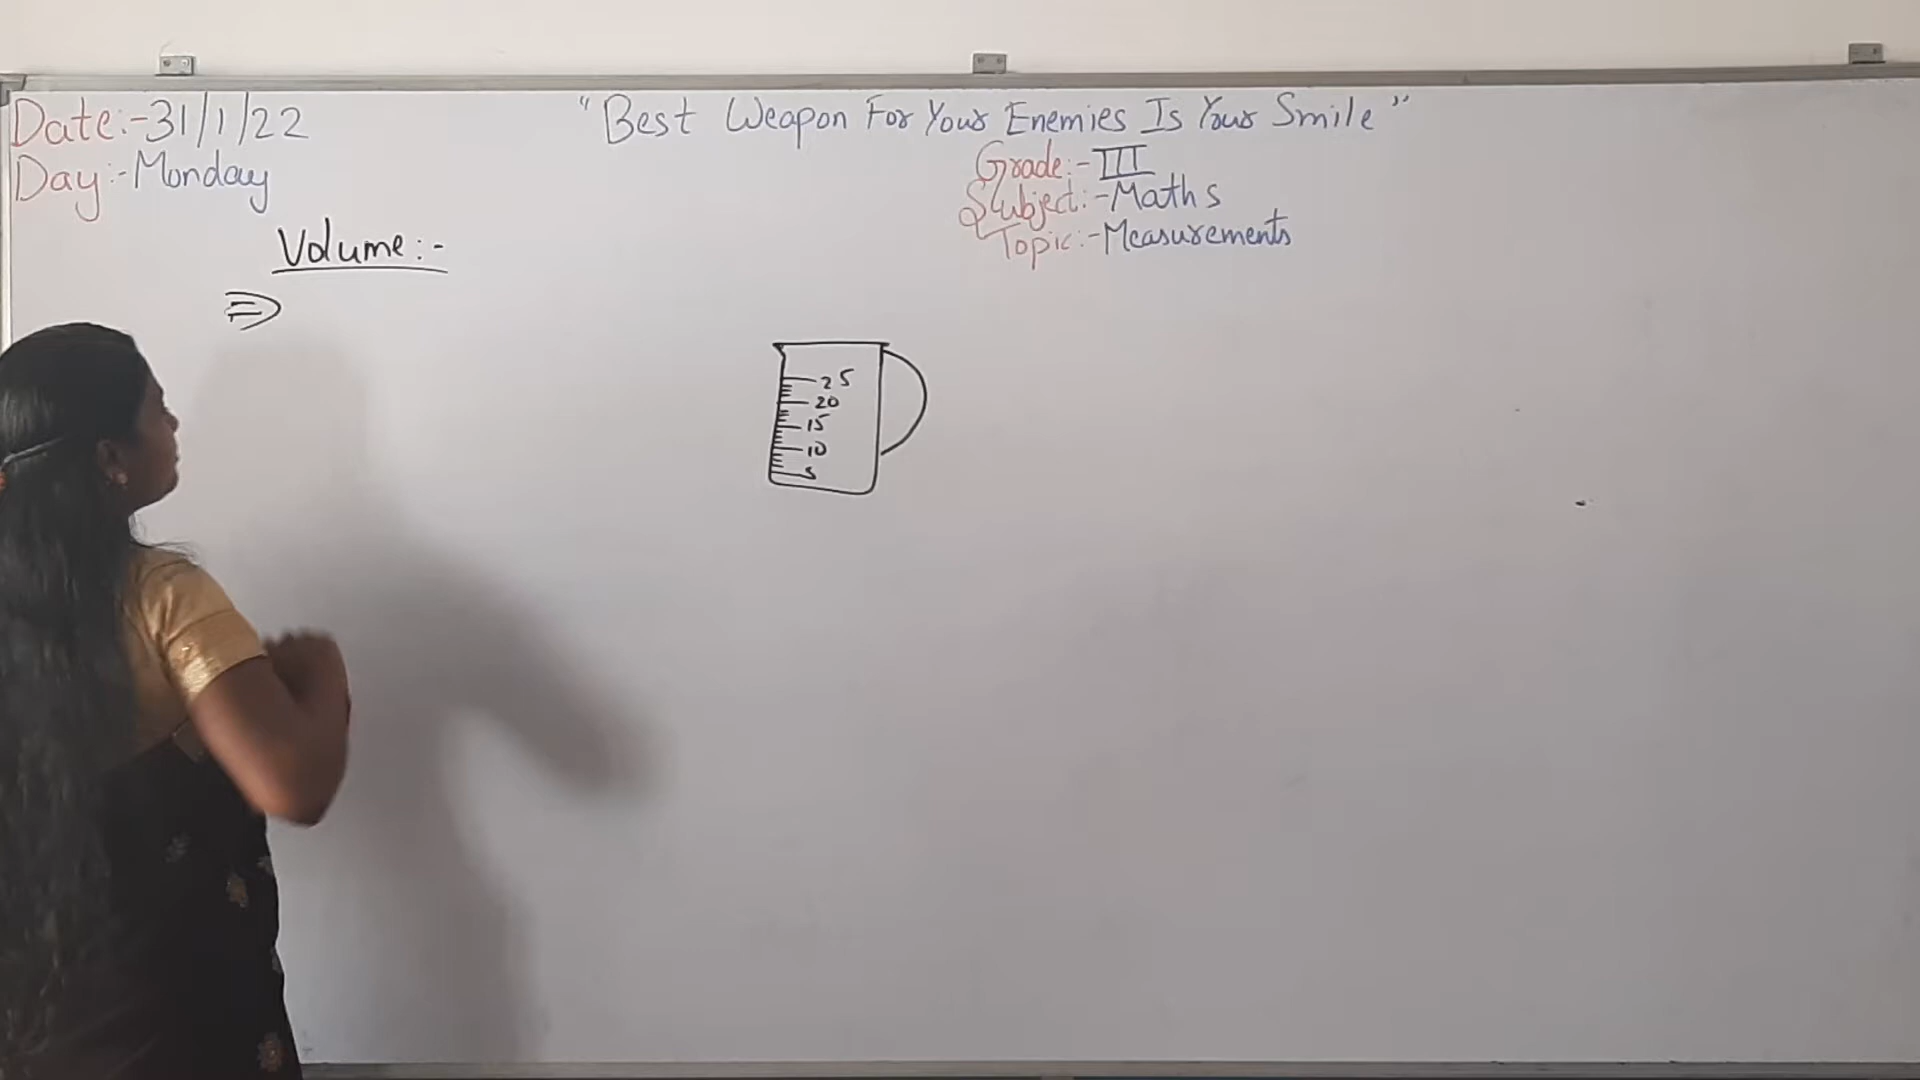 Date:-31/1/22
"Best Weapon For Your Enemies Is Your Smile"
Day:-Monday
Grade:-III
Subject:-Maths
Topic:-Measurements
Volume:-
25
20
15
10
5